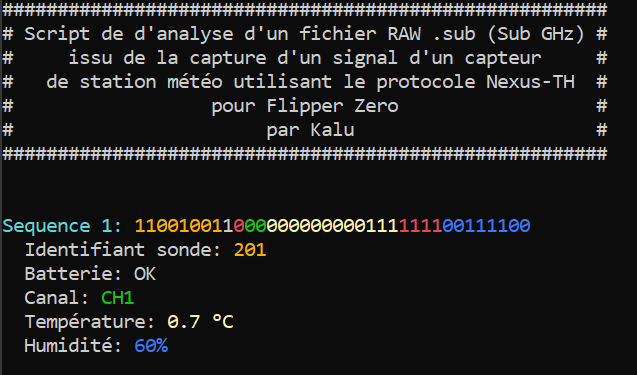 #######################################################
# Script de d'analyse d'un fichier RAW .sub (Sub GHz) #
#     issu de la capture d'un signal d'un capteur     #
#   de station météo utilisant le protocole Nexus-TH  #
#                  pour Flipper Zero                  #
#                       par Kalu                      #
#######################################################
Sequence 1: 110010011000000000000111111100111100
Identifiant sonde: 201
Batterie: OK
Canal: CH1
Température: 0.7 °C
Humidité: 60%